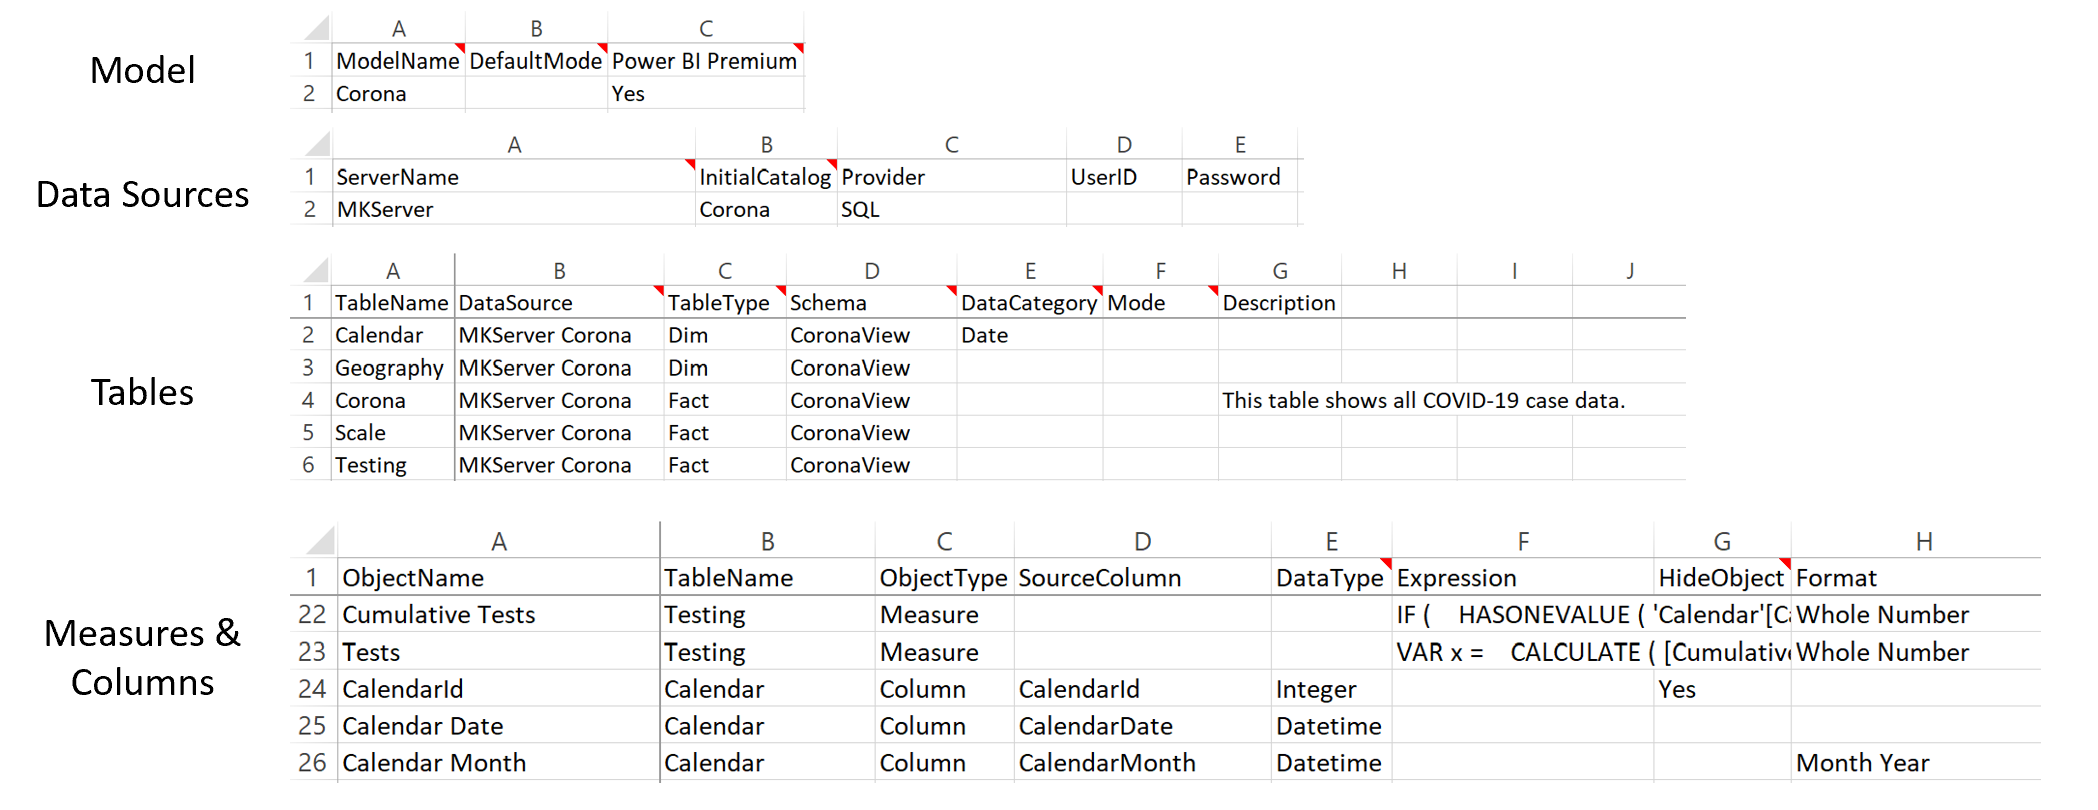 Model
A B C
1 ModelName DefaultMode Power BI Premium
2 Corona Yes
Data Sources
A B C D E
1 ServerName InitialCatalog Provider UserID Password
2 MKServer Corona SQL
Tables
A B C D E F G H I J
1 TableName DataSource TableType Schema DataCategory Mode Description
2 Calendar MKServer Corona Dim CoronaView Date
3 Geography MKServer Corona Dim CoronaView
4 Corona MKServer Corona Fact CoronaView This table shows all COVID-19 case data.
5 Scale MKServer Corona Fact CoronaView
6 Testing MKServer Corona Fact CoronaView
Measures &
Columns
A B C D E F G H
1 ObjectName TableName ObjectType SourceColumn DataType Expression HideObject Format
22 Cumulative Tests Testing Measure IF ( HASONEVALUE ( 'Calendar'[Ca Whole Number
23 Tests Testing Measure VAR x = CALCULATE ( [Cumulativ Whole Number
24 CalendarId Calendar Column CalendarId Integer Yes
25 Calendar Date Calendar Column CalendarDate Datetime
26 Calendar Month Calendar Column CalendarMonth Datetime Month Year